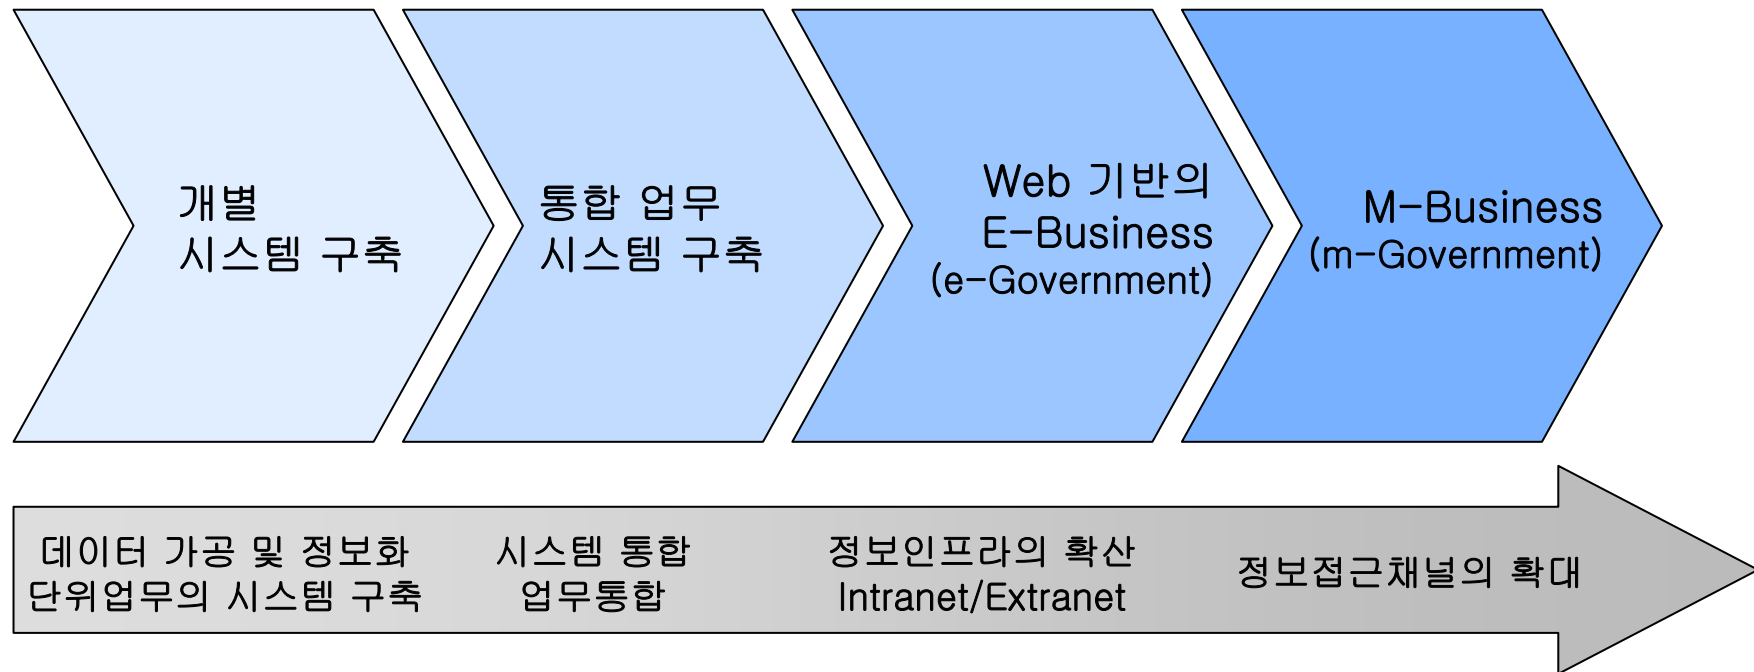 개별
시스템 구축
통합 업무
시스템 구축
Web 기반의
E-Business
(e-Government)
M-Business
(m-Government)
데이터 가공 및 정보화
단위업무의 시스템 구축
시스템 통합
업무통합
정보인프라의 확산
Intranet/Extranet
정보접근채널의 확대